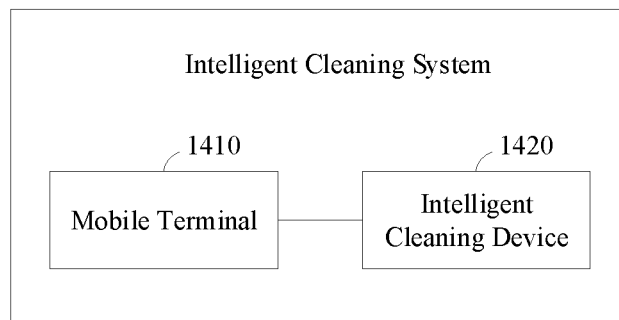 Intelligent Cleaning System
1410
1420
Mobile Terminal
Intelligent
Cleaning Device